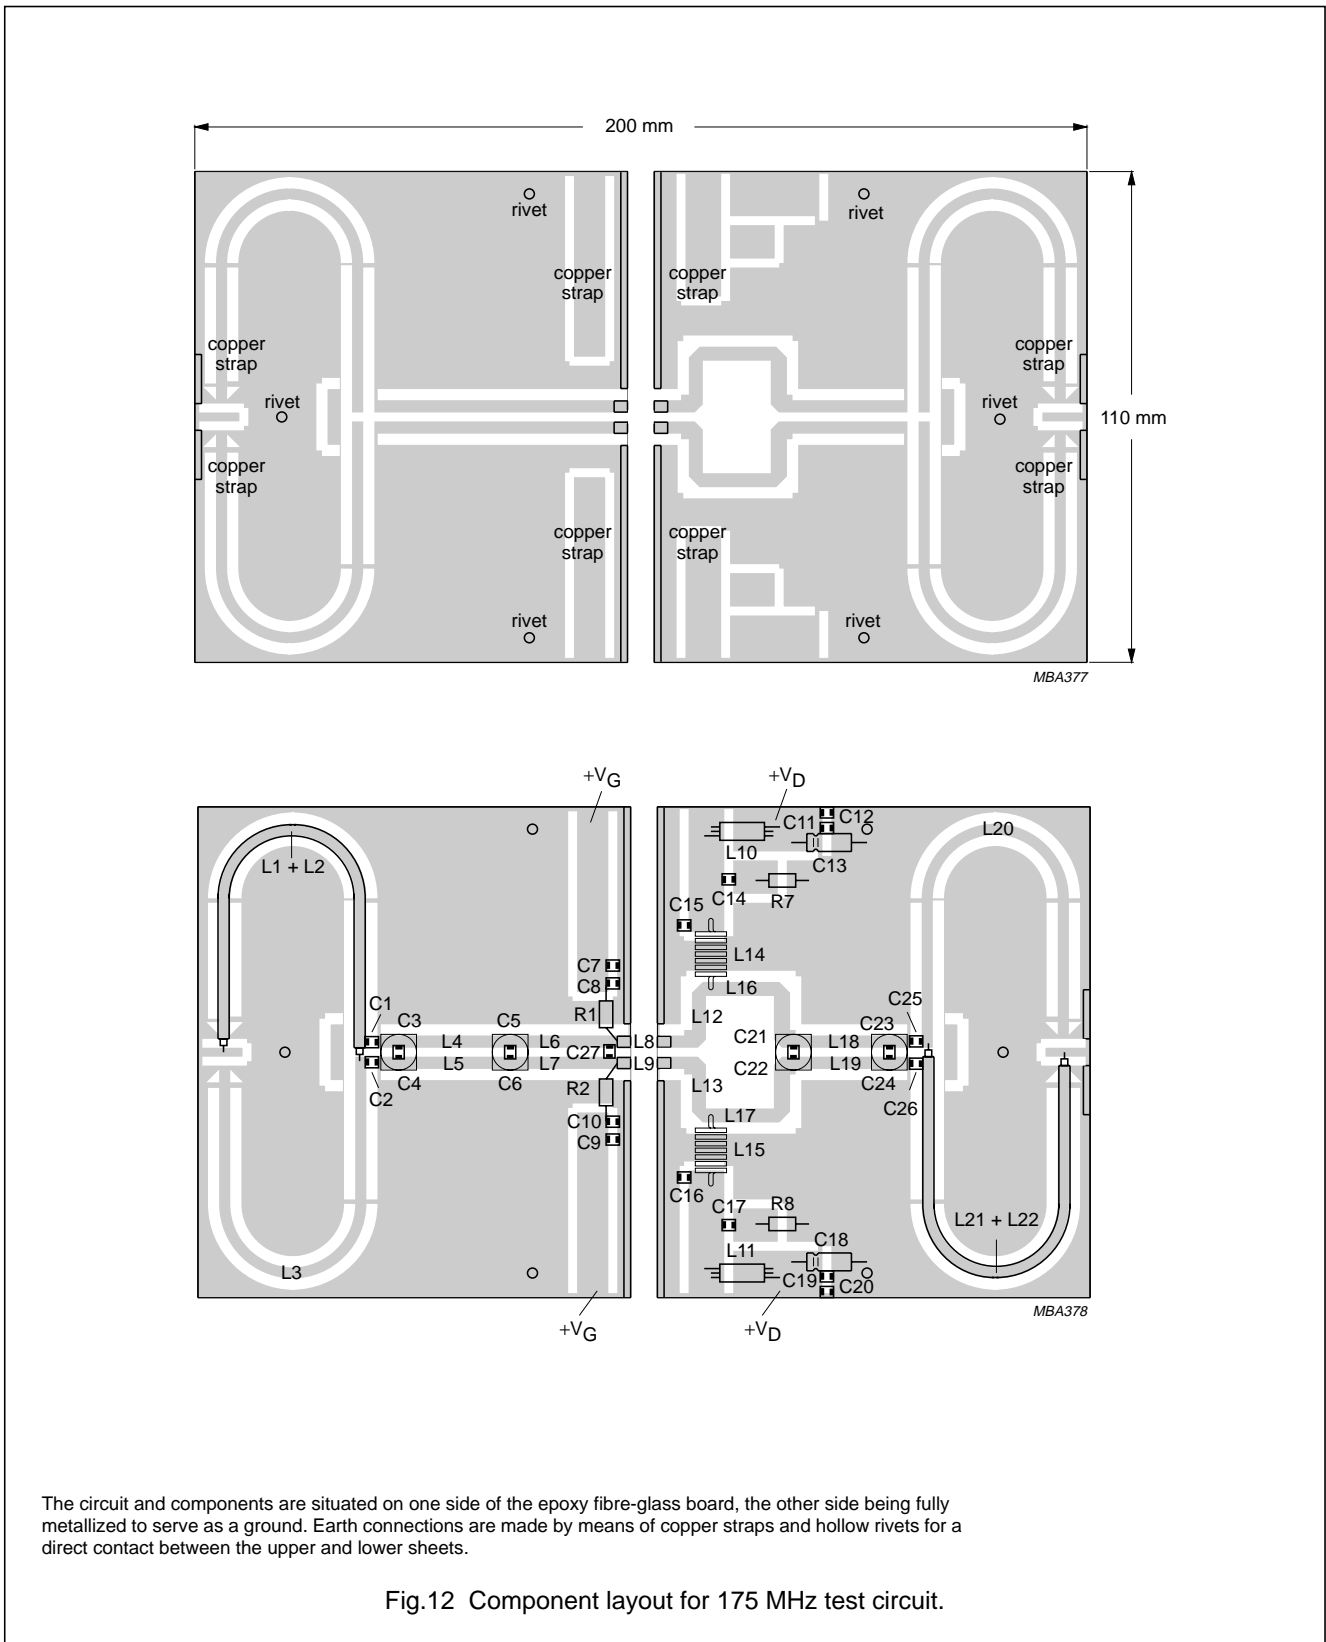 200 mm
rivet
rivet
copper
strap
copper
strap
copper
strap
copper
strap
rivet
rivet
110 mm
copper
strap
copper
strap
copper
strap
copper
strap
rivet
rivet
MBA377
+VG
+VD
C11
C12
L20
L10
C13
L1 + L2
C14
R7
C15
C7
L14
C8
L16
C1
C25
R1
L12
C3
C5
C21
C23
L4
L6
L8
L18
C27
L5
L7
L9
L19
C4
C6
C22
C24
C2
R2
L13
C26
C10
L17
C9
L15
C16
C17
R8
L21 + L22
L3
L11
C18
C19
C20
MBA378
+VG
+VD
The circuit and components are situated on one side of the epoxy fibre-glass board, the other side being fully
metallized to serve as a ground. Earth connections are made by means of copper straps and hollow rivets for a
direct contact between the upper and lower sheets.
Fig.12 Component layout for 175 MHz test circuit.